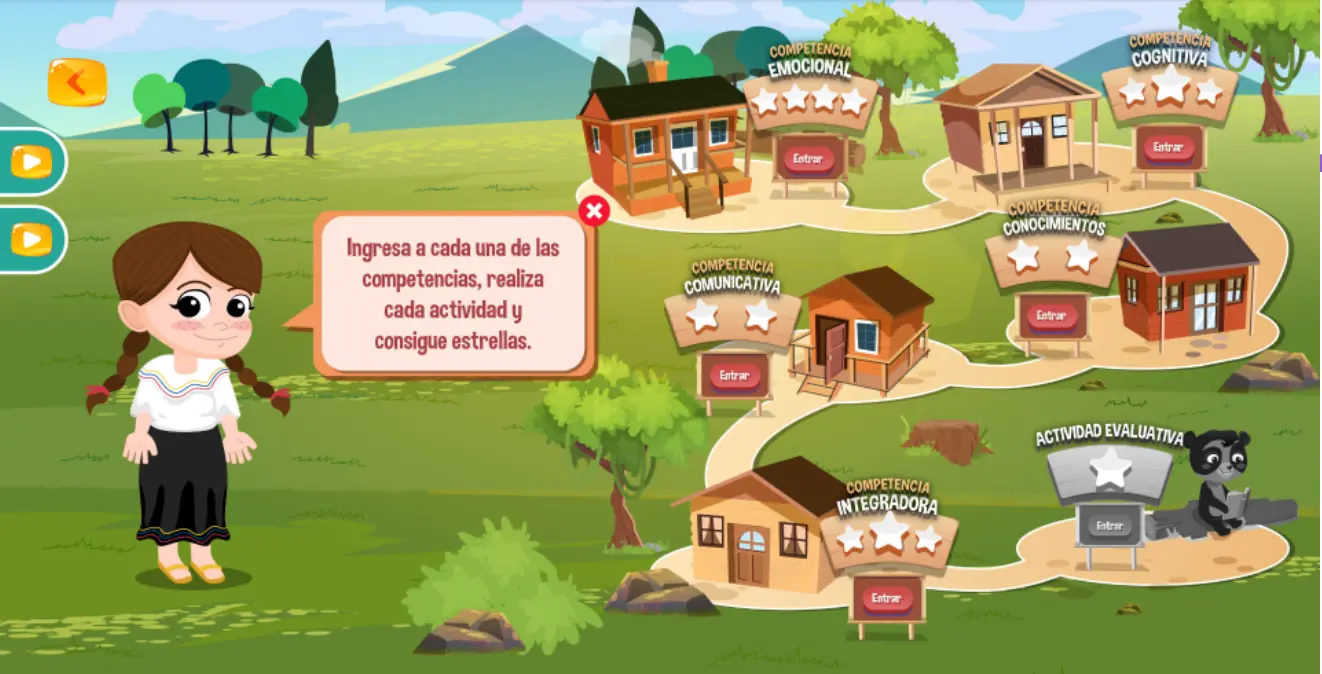 COMPETENCIA
EMOCIONAL
Entrar
COMPETENCIA
COGNITIVA
Entrar
Ingresa a cada una de las
competencias, realiza
cada actividad y
consigue estrellas.
COMPETENCIA
COMUNICATIVA
Entrar
COMPETENCIA
CONOCIMIENTOS
Entrar
COMPETENCIA
INTEGRADORA
Entrar
ACTIVIDAD EVALUATIVA
Entrar